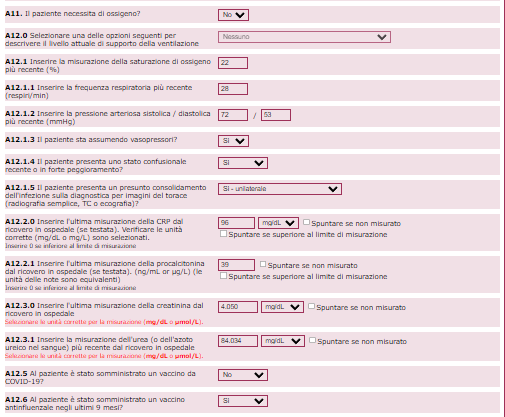 A11. Il paziente necessita di ossigeno? No
A12.0 Selezionare una delle opzioni seguenti per Nessuno
descrivere il livello attuale di supporto della ventilazione
A12.1 Inserire la misurazione della saturazione di ossigeno 22
più recente (%)
A12.1.1 Inserire la frequenza respiratoria più recente 28
(respiri/min)
A12.1.2 Inserire la pressione arteriosa sistolica / diastolica 72 / 53
più recente (mmHg)
A12.1.3 Il paziente sta assumendo vasopressori? Sì
A12.1.4 Il paziente presenta uno stato confusionale Sì
recente o in forte peggioramento?
A12.1.5 Il paziente presenta un presunto consolidamento Sì - unilaterale
dell'infezione sulla diagnostica per imagini del torace
(radiografia semplice, TC o ecografia)?
A12.2.0 Inserire l'ultima misurazione della CRP dal 96 mg/dL Spuntare se non misurato
ricovero in ospedale (se testata). Verificare le unità Spuntare se superiore al limite di misurazione
corrette (mg/dL o mg/L) sono selezionati.
Inserire 0 se inferiore al limite di misurazione
A12.2.1 Inserire l'ultima misurazione della procalcitonina 39 Spuntare se non misurato
dal ricovero in ospedale (se testata). (ng/mL or µg/L) (le Spuntare se superiore al limite di misurazione
unità delle note sono equivalenti)
Inserire 0 se inferiore al limite di misurazione
A12.3.0 Inserire l'ultima misurazione della creatinina dal 4.050 mg/dL Spuntare se non misurato
ricovero in ospedale
Selezionare le unità corrette per la misurazione (mg/dL o µmol/L).
A12.3.1 Inserire la misurazione dell'urea (o dell'azoto 84.034 mg/dL Spuntare se non misurato
ureico nel sangue) più recente dal ricovero in ospedale
Selezionare le unità corrette per la misurazione (mg/dL o µmol/L).
A12.5 Al paziente è stato somministrato un vaccino da No
COVID-19?
A12.6 Al paziente è stato somministrato un vaccino Sì
antinfluenzale negli ultimi 9 mesi?